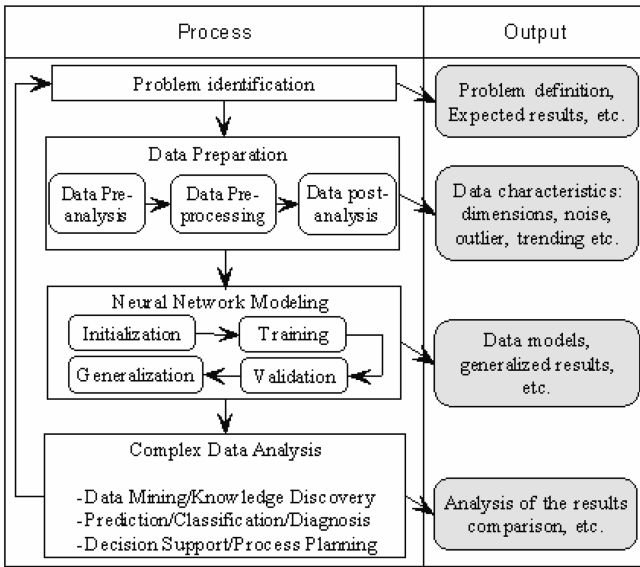 Process
Output
Problem identification
Problem definition,
Expected results, etc.
Data Preparation
Data Pre-
analysis
Data Pre-
processing
Data post-
analysis
Data characteristics:
dimensions, noise,
outlier, trending etc.
Neural Network Modeling
Initialization
Training
Generalization
Validation
Data models,
generalized results,
etc.
Complex Data Analysis
-Data Mining/Knowledge Discovery
-Prediction/Classification/Diagnosis
-Decision Support/Process Planning
Analysis of the results
comparison, etc.